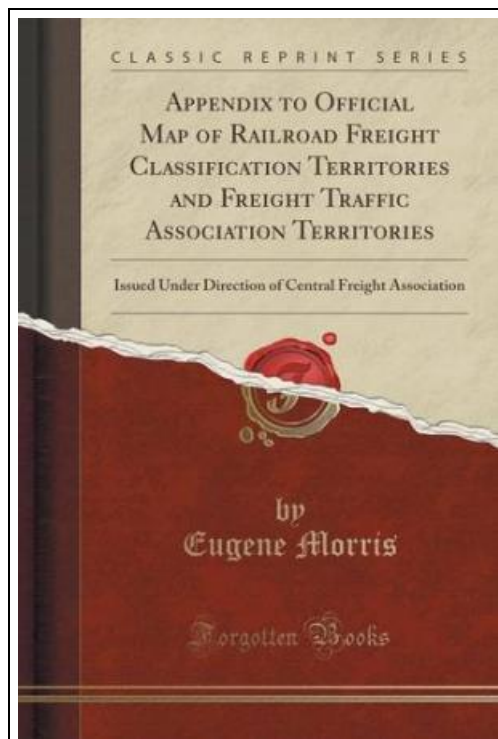 CLASSIC REPRINT SERIES
APPENDIX TO OFFICIAL
MAP OF RAILROAD FREIGHT
CLASSIFICATION TERRITORIES
AND FREIGHT TRAFFIC
ASSOCIATION TERRITORIES
Issued Under Direction of Central Freight Association
by
Eugene Morris
Forgotten Books